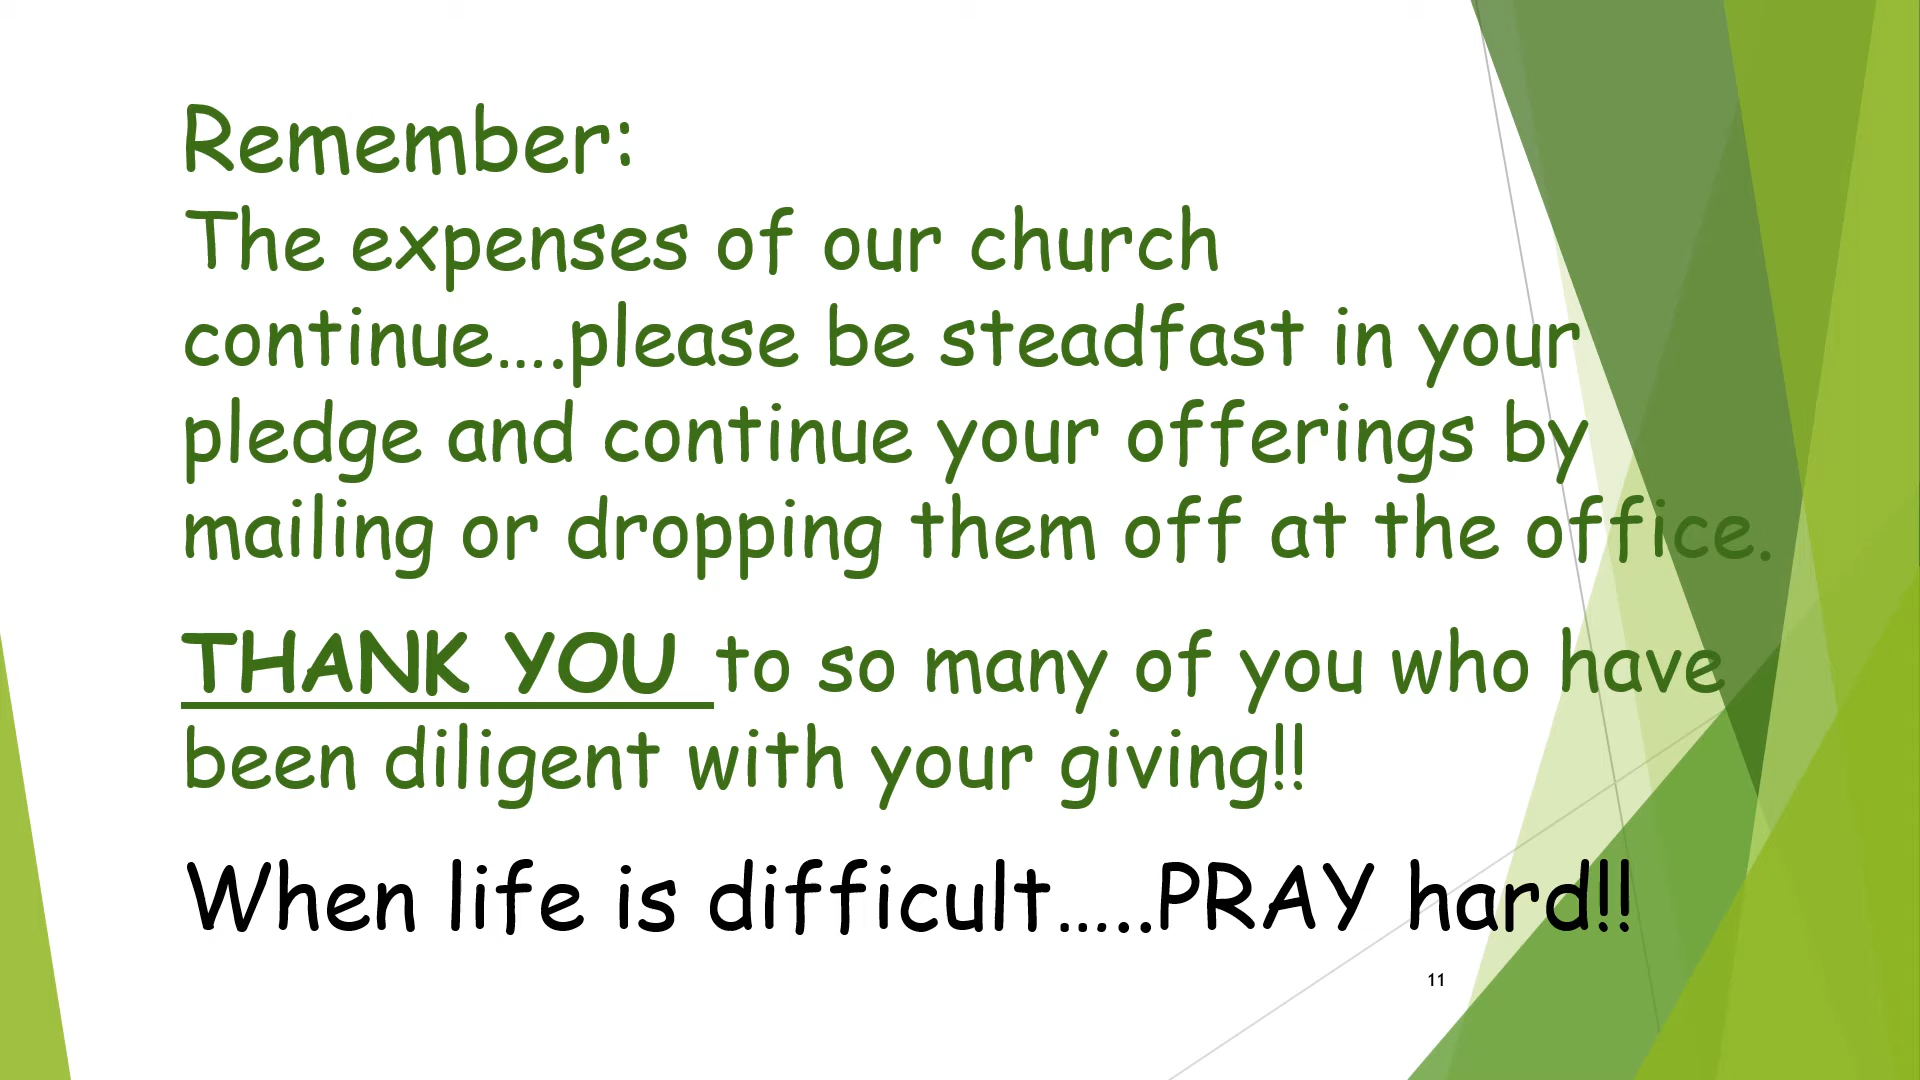 Remember:
The expenses of our church
continue….please be steadfast in your
pledge and continue your offerings by
mailing or dropping them off at the office.
THANK YOU to so many of you who have
been diligent with your giving!!
When life is difficult…..PRAY hard!!
11